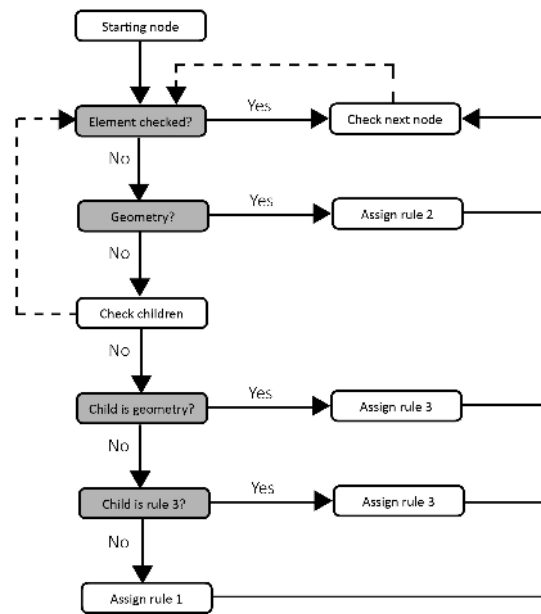 Starting node
Element checked?
Yes
Check next node
No
Geometry?
Yes
Assign rule 2
No
Check children
No
Child is geometry?
Yes
Assign rule 3
No
Child is rule 3?
Yes
Assign rule 3
No
Assign rule 1